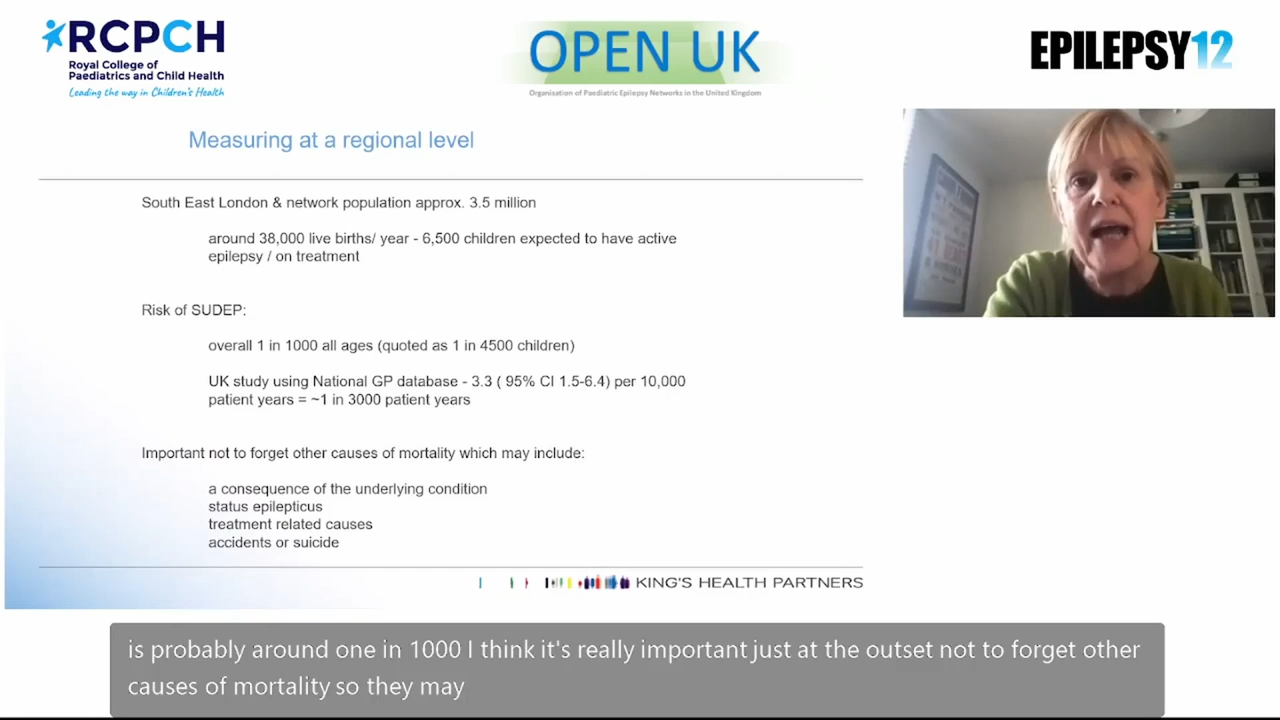 RCPCH
Royal College of
Paediatrics and Child Health
Leading the way in Children's Health
OPEN UK
Organisation of Paediatric Epilepsy Networks in the United Kingdom
EPILEPSY12
Measuring at a regional level
South East London & network population approx. 3.5 million
around 38,000 live births/ year - 6,500 children expected to have active
epilepsy / on treatment
Risk of SUDEP:
overall 1 in 1000 all ages (quoted as 1 in 4500 children)
UK study using National GP database - 3.3 ( 95% CI 1.5-6.4) per 10,000
patient years = ~1 in 3000 patient years
Important not to forget other causes of mortality which may include:
a consequence of the underlying condition
status epilepticus
treatment related causes
accidents or suicide
KING'S HEALTH PARTNERS
is probably around one in 1000 I think it's really important just at the outset not to forget other
causes of mortality so they may